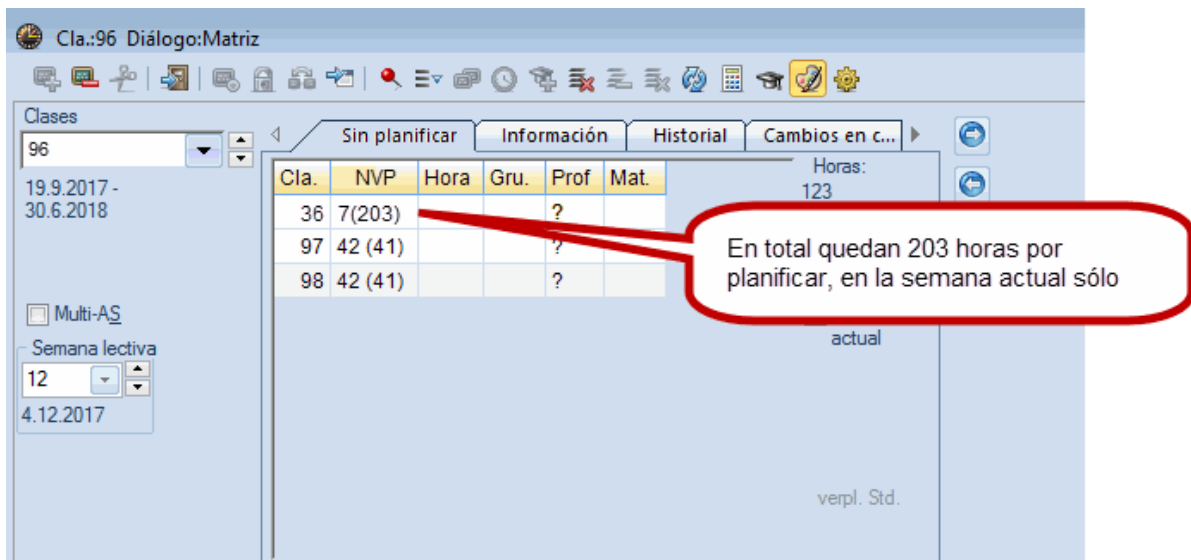 Cla.:96 Diálogo:Matriz
Clases
96
19.9.2017 -
30.6.2018
Multi-AS
Semana lectiva
12
4.12.2017
Sin planificar Información Historial Cambios en c...
Cla. NVP Hora Gru. Prof Mat.
36 7(203) ?
97 42 (41) ?
98 42 (41) ?
Horas:
123
En total quedan 203 horas por
planificar, en la semana actual sólo
actual
verpl. Std.